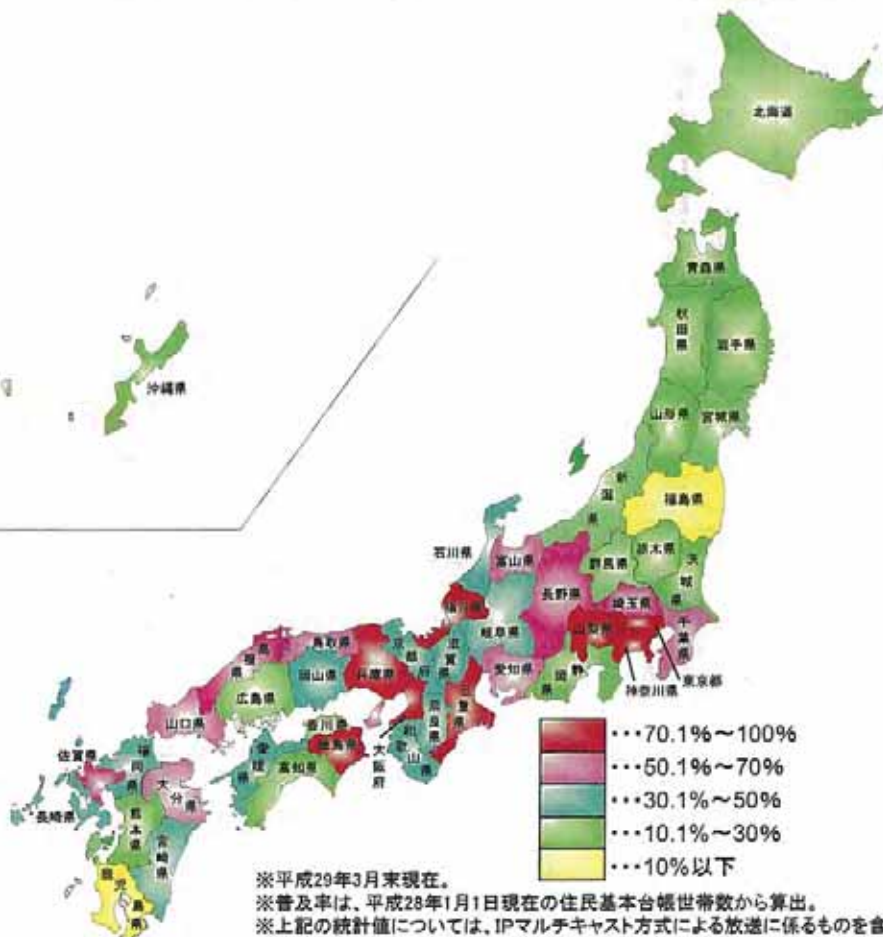 北海道
青森県
秋田県
岩手県
山形県
宮城県
沖縄県
新潟県
福島県
石川県
富山県
群馬県
栃木県
茨城県
長野県
埼玉県
福井県
岐阜県
山梨県
千葉県
東京都
神奈川県
静岡県
愛知県
滋賀県
京都府
兵庫県
鳥取県
島根県
岡山県
広島県
山口県
三重県
奈良県
和歌山県
大阪府
香川県
徳島県
愛媛県
高知県
福岡県
佐賀県
長崎県
大分県
熊本県
宮崎県
鹿児島県
・・・70.1%～100%
・・・50.1%～70%
・・・30.1%～50%
・・・10.1%～30%
・・・10%以下
※平成29年3月末現在。
※普及率は、平成28年1月1日現在の住民基本台帳世帯数から算出。
※上記の統計値については、IPマルチキャスト方式による放送に係るものを含